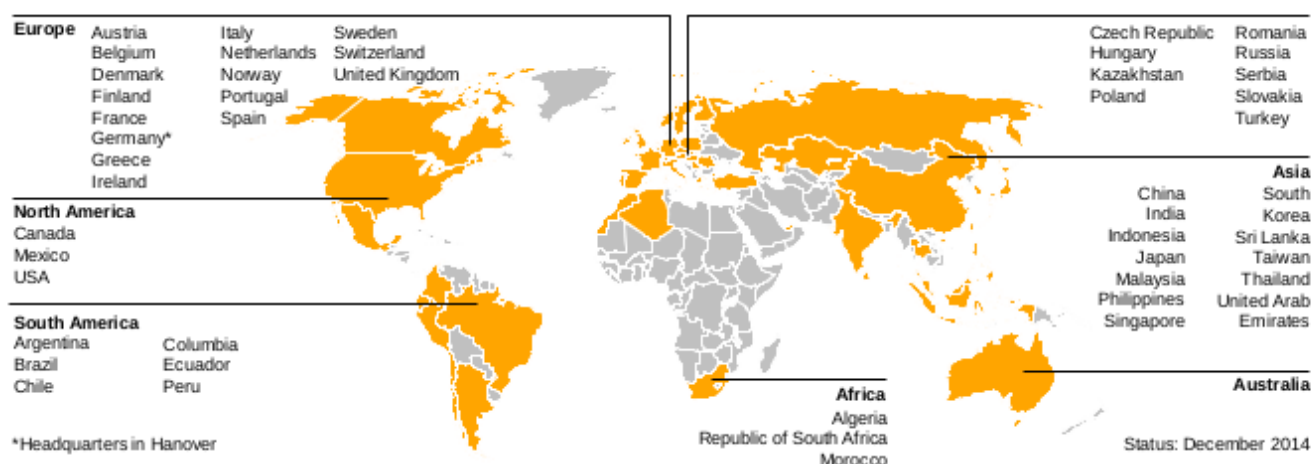 Europe
Austria
Belgium
Denmark
Finland
France
Germany*
Greece
Ireland
Italy
Netherlands
Norway
Portugal
Spain
Sweden
Switzerland
United Kingdom
Czech Republic
Hungary
Kazakhstan
Poland
Romania
Russia
Serbia
Slovakia
Turkey
North America
Canada
Mexico
USA
Asia
China
India
Indonesia
Japan
Malaysia
Philippines
Singapore
South
Korea
Sri Lanka
Taiwan
Thailand
United Arab
Emirates
South America
Argentina
Brazil
Chile
Columbia
Ecuador
Peru
Africa
Algeria
Republic of South Africa
Morocco
Australia
*Headquarters in Hanover
Status: December 2014